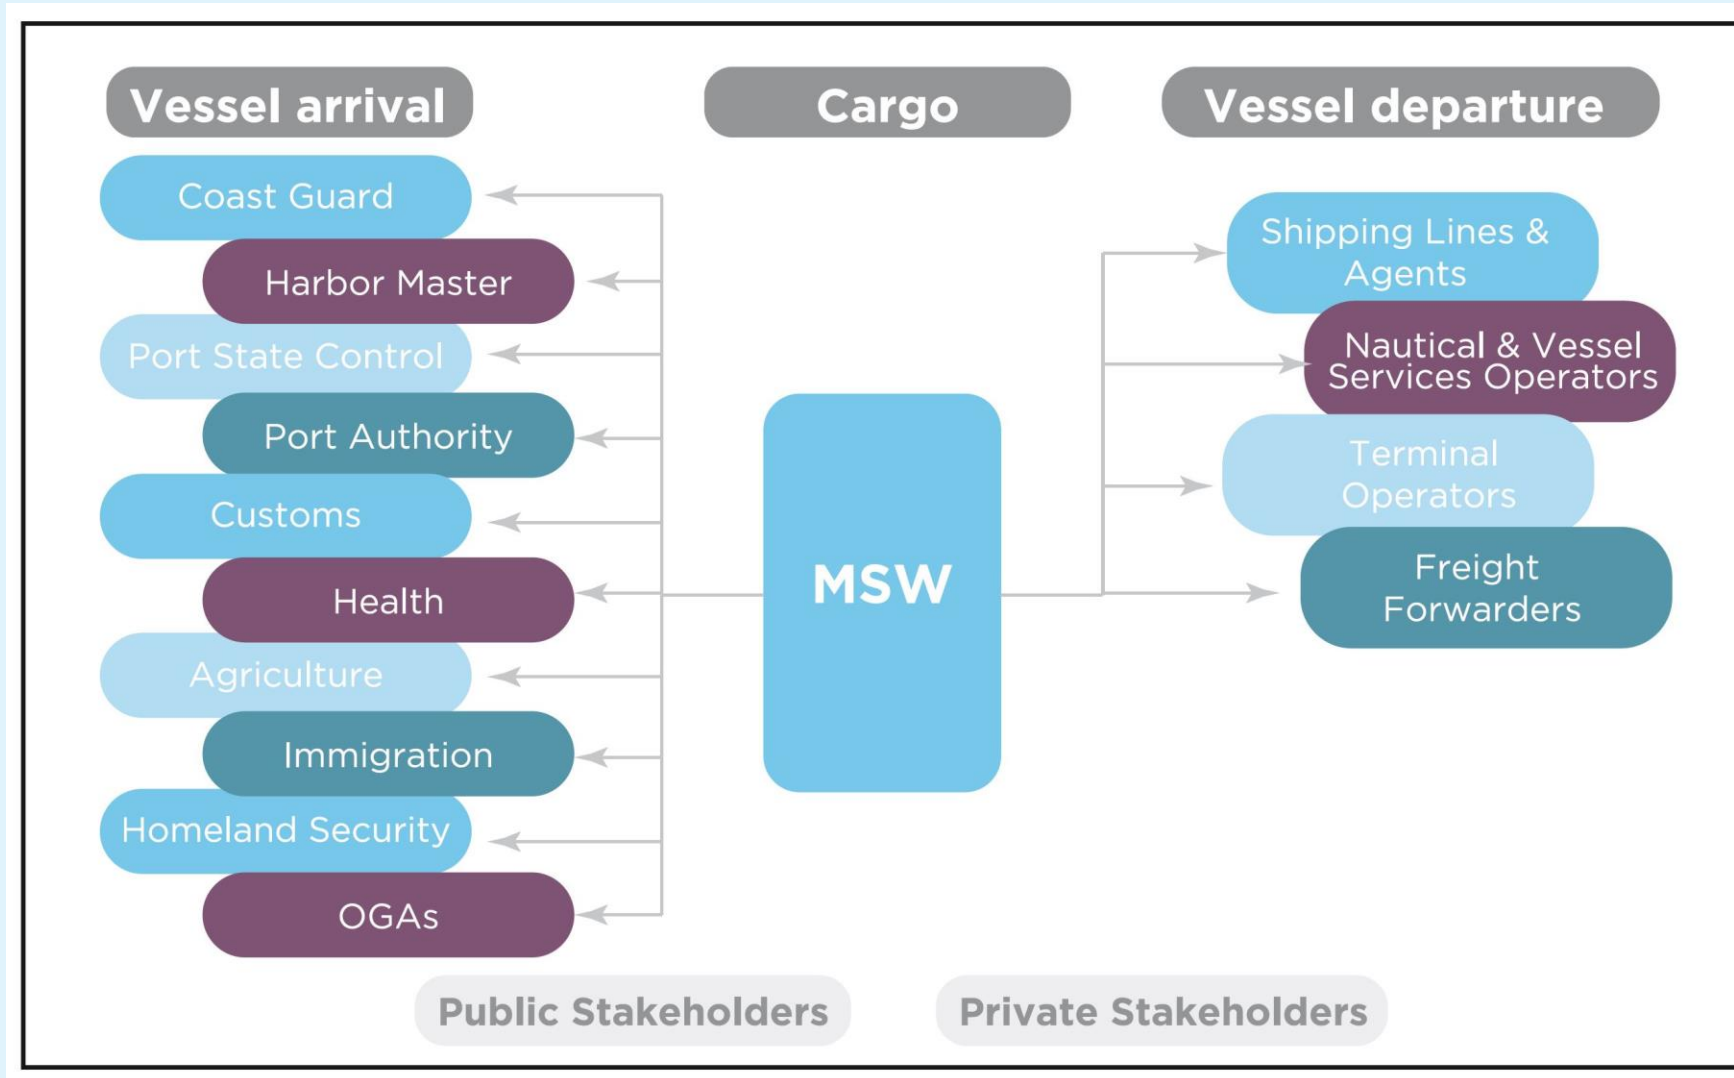 Vessel arrival
Cargo
Vessel departure
Coast Guard
Harbor Master
Port State Control
Port Authority
Customs
Health
Agriculture
Immigration
Homeland Security
OGAs
MSW
Shipping Lines &
Agents
Nautical & Vessel
Services Operators
Terminal
Operators
Freight
Forwarders
Public Stakeholders
Private Stakeholders